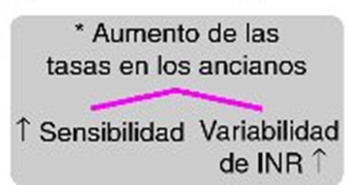 * Aumento de las
tasas en los ancianos
↑ Sensibilidad
Variabilidad
de INR ↑